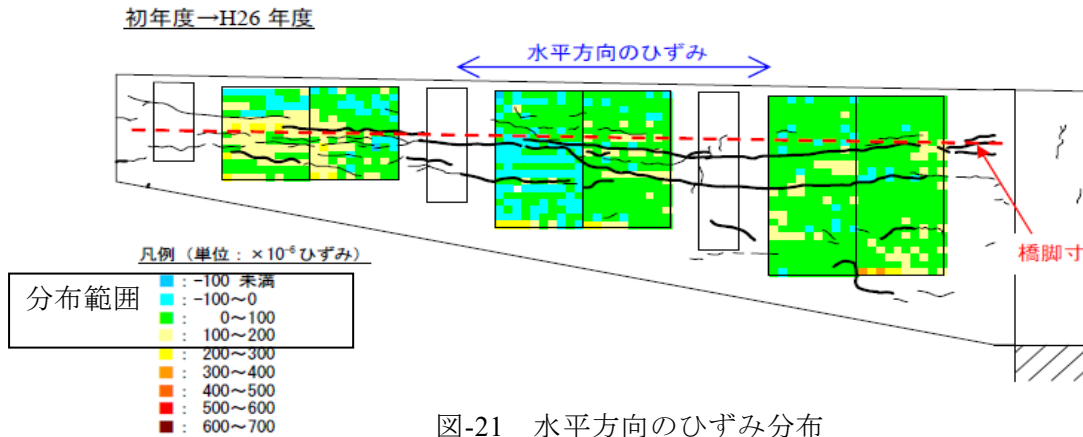 初年度→H26 年度
水平方向のひずみ
橋脚寸
凡例（単位：×10⁻⁶ ひずみ）
分布範囲
：-100 未満
：-100～0
： 0～100
： 100～200
： 200～300
： 300～400
： 400～500
： 500～600
： 600～700
図-21 水平方向のひずみ分布